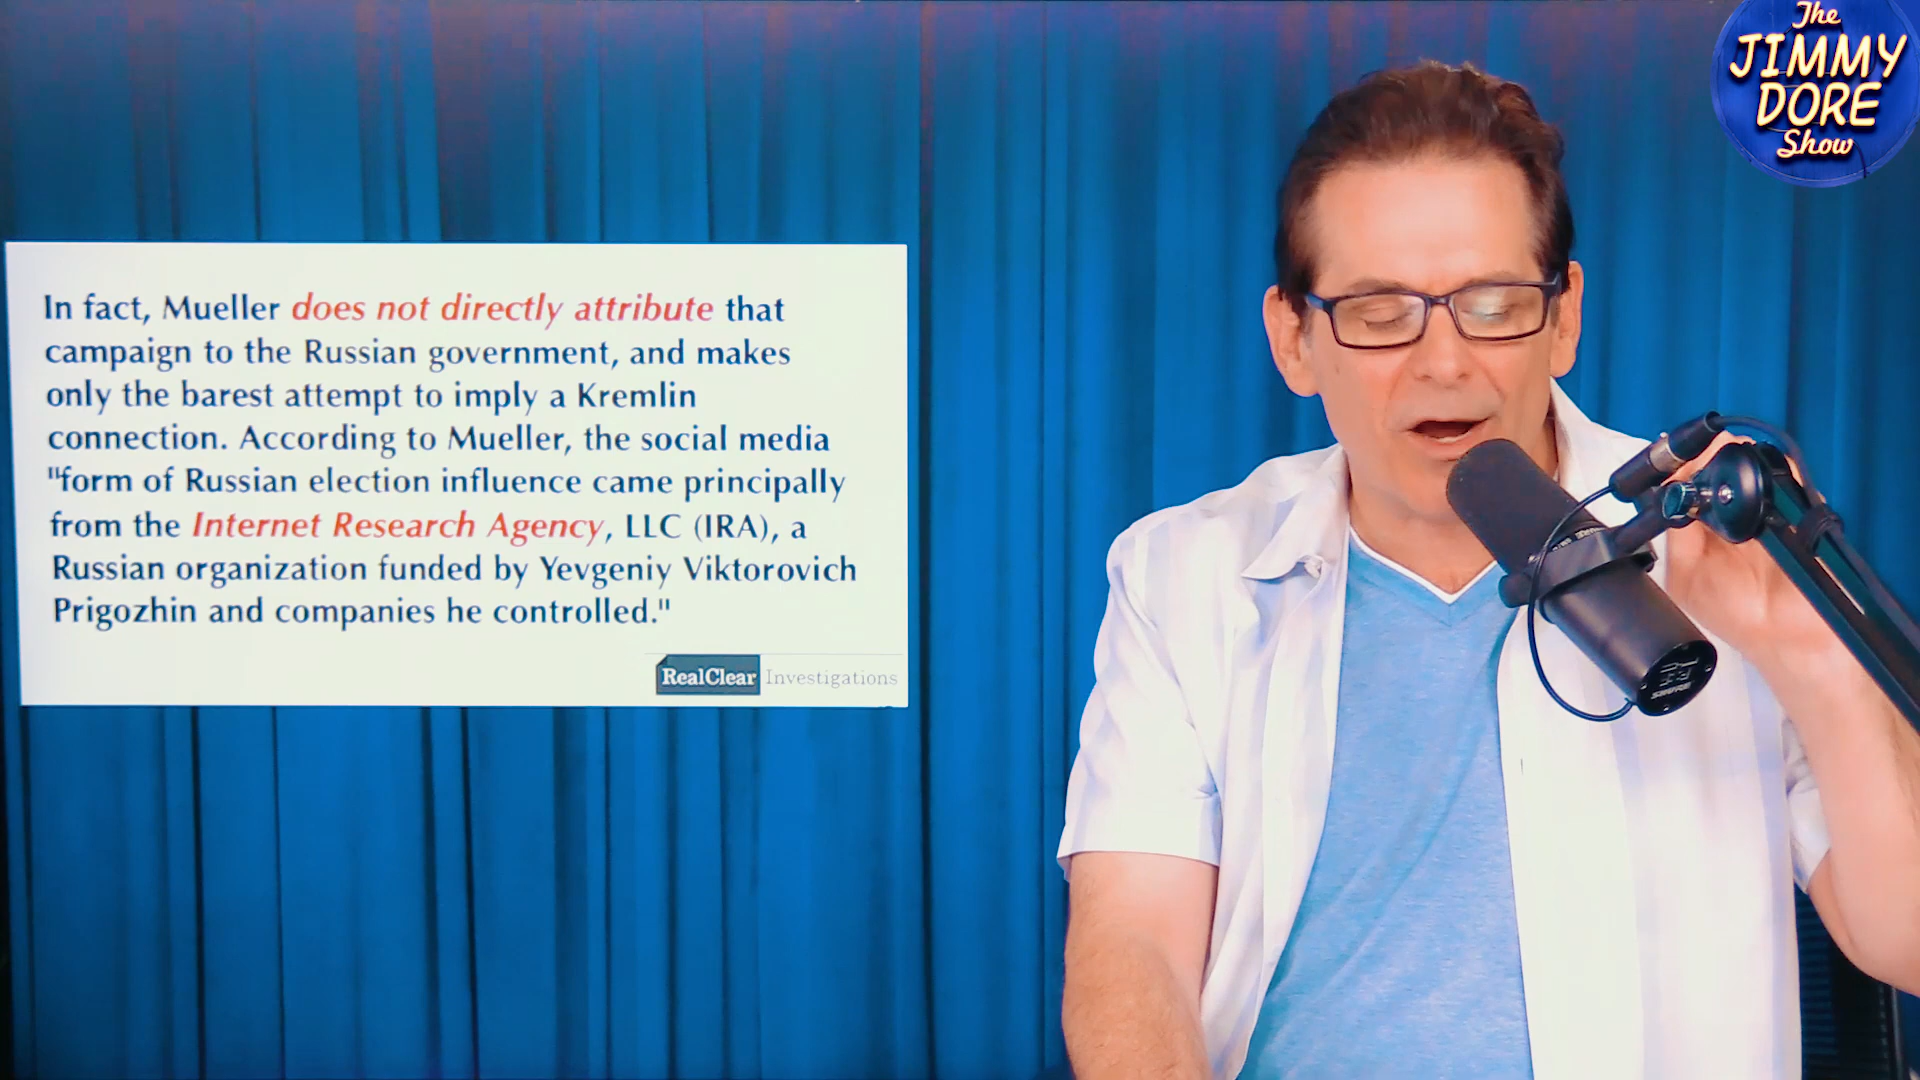 The
JIMMY
DORE
Show
In fact, Mueller does not directly attribute that
campaign to the Russian government, and makes
only the barest attempt to imply a Kremlin
connection. According to Mueller, the social media
"form of Russian election influence came principally
from the Internet Research Agency, LLC (IRA), a
Russian organization funded by Yevgeniy Viktorovich
Prigozhin and companies he controlled."
RealClear Investigations
SHURE